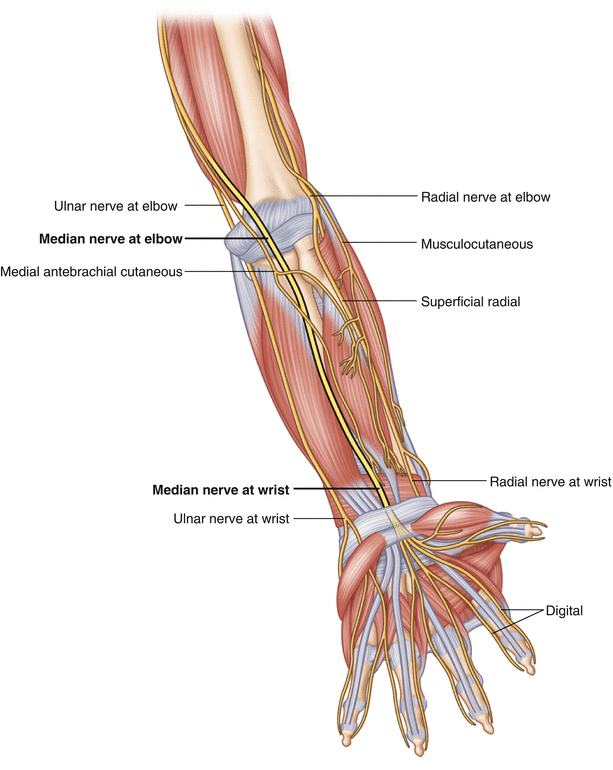 Ulnar nerve at elbow
Median nerve at elbow
Medial antebrachial cutaneous
Radial nerve at elbow
Musculocutaneous
Superficial radial
Median nerve at wrist
Ulnar nerve at wrist
Radial nerve at wrist
Digital